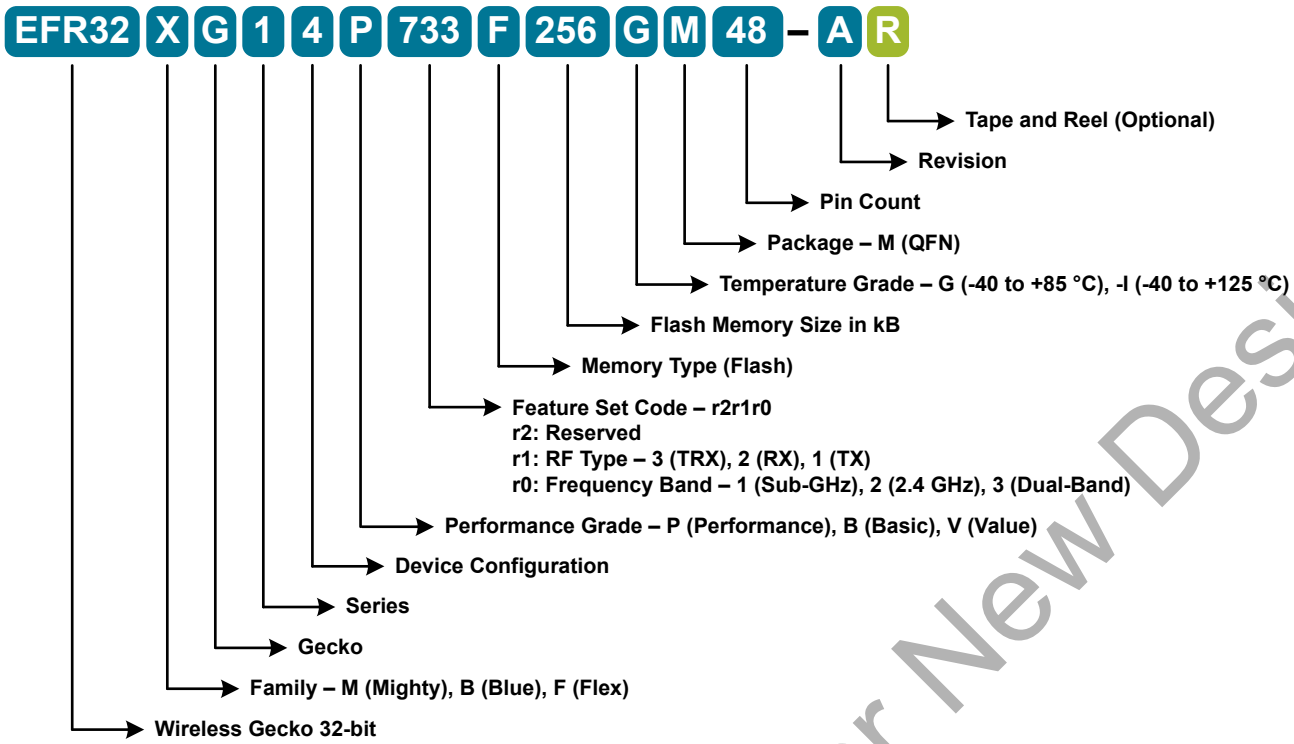 EFR32 X G 1 4 P 733 F 256 G M 48 – A R
Tape and Reel (Optional)
Revision
Pin Count
Package – M (QFN)
Temperature Grade – G (-40 to +85 °C), -I (-40 to +125 °C)
Flash Memory Size in kB
Memory Type (Flash)
Feature Set Code – r2r1r0
r2: Reserved
r1: RF Type – 3 (TRX), 2 (RX), 1 (TX)
r0: Frequency Band – 1 (Sub-GHz), 2 (2.4 GHz), 3 (Dual-Band)
Performance Grade – P (Performance), B (Basic), V (Value)
Device Configuration
Series
Gecko
Family – M (Mighty), B (Blue), F (Flex)
Wireless Gecko 32-bit
r New Desi